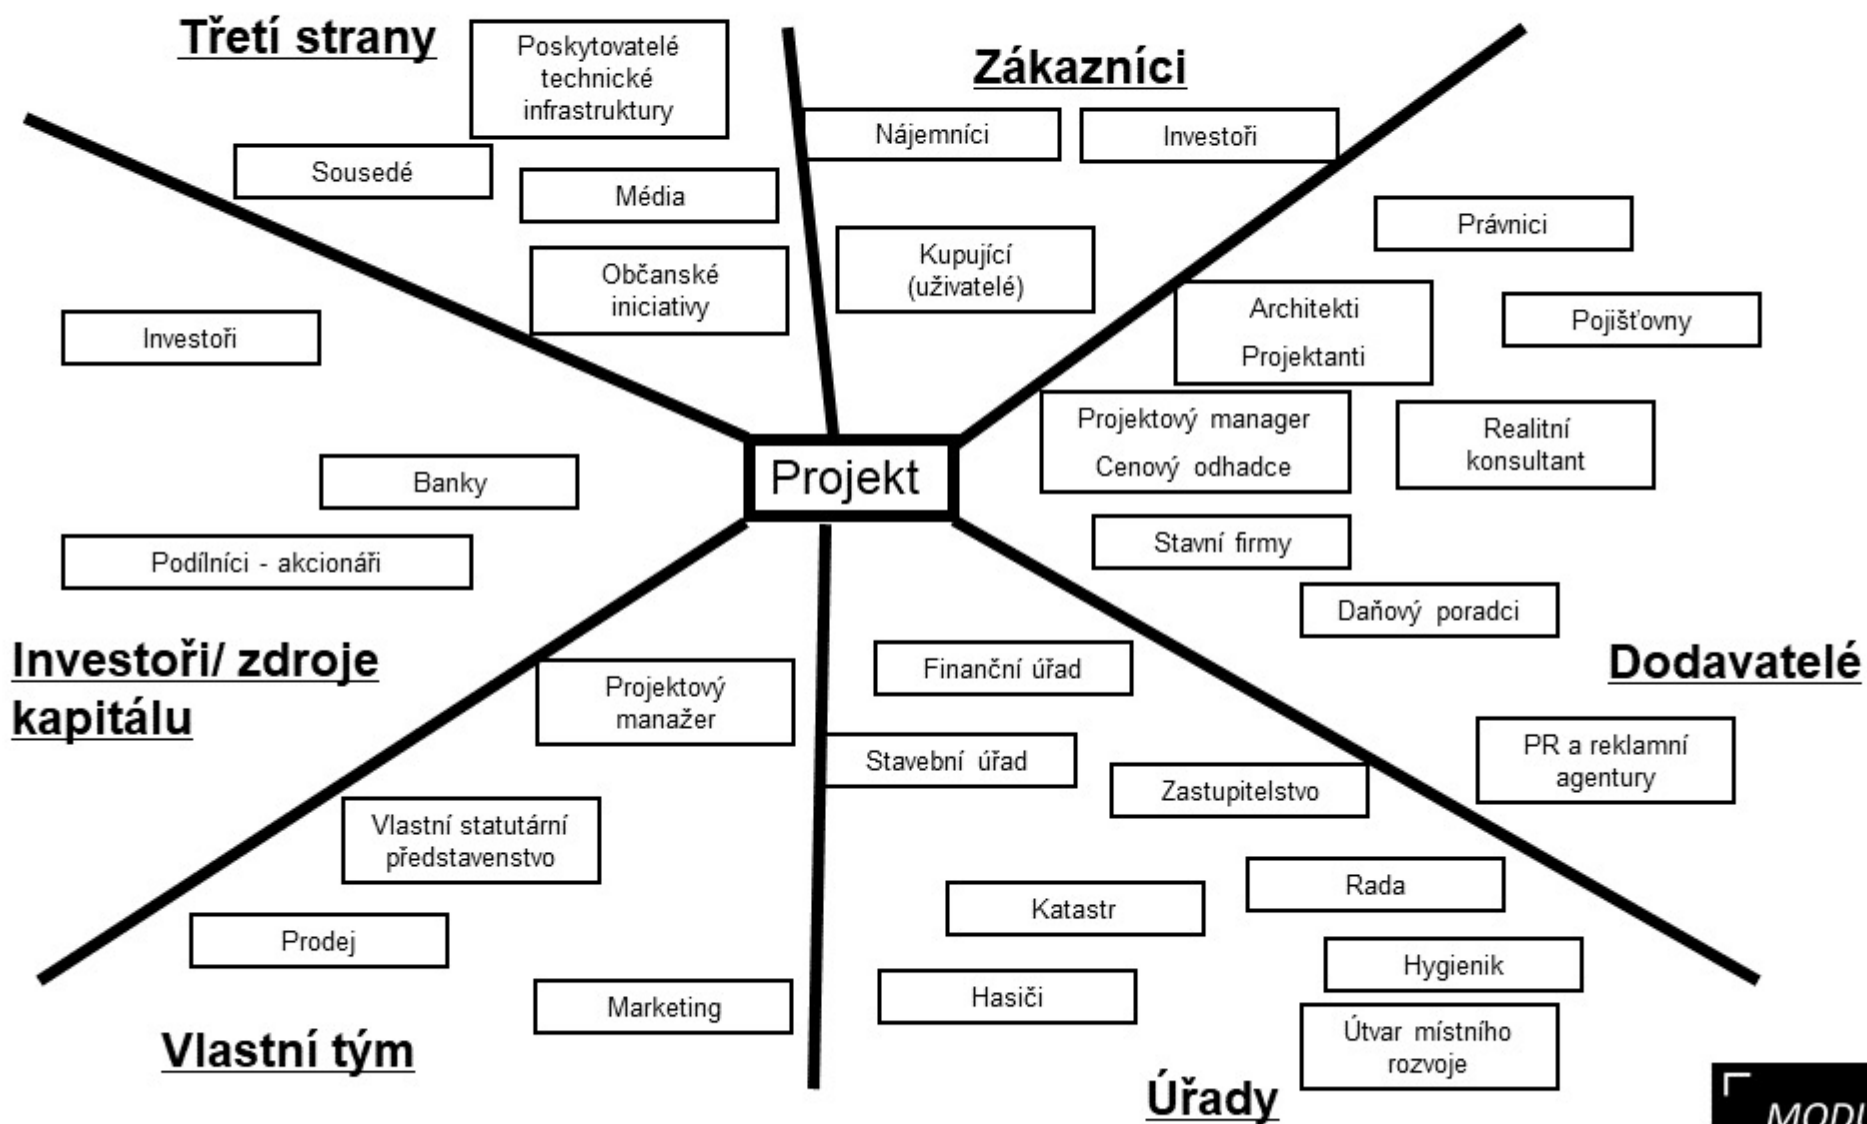 Třetí strany
Poskytovatelé
technické
infrastruktury
Sousedé
Média
Občanské
iniciativy
Zákazníci
Nájemníci
Investoři
Kupující
(uživatelé)
Právnici
Architekti
Projektanti
Pojišťovny
Projektový manager
Cenový odhadce
Realitní
konsultant
Stavní firmy
Daňový poradci
Dodavatelé
PR a reklamní
agentury
Projekt
Investoři
Banky
Podílníci - akcionáři
Investoři/ zdroje
kapitálu
Projektový
manažer
Vlastní statutární
představenstvo
Prodej
Marketing
Vlastní tým
Finanční úřad
Stavební úřad
Zastupitelstvo
Rada
Katastr
Hygienik
Hasiči
Útvar místního
rozvoje
Úřady